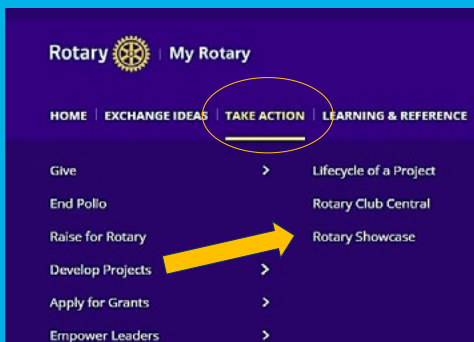 Rotary | My Rotary
HOME | EXCHANGE IDEAS | TAKE ACTION | LEARNING & REFERENCE
Give > Lifecycle of a Project
End Polio Rotary Club Central
Raise for Rotary Rotary Showcase
Develop Projects >
Apply for Grants >
Empower Leaders >